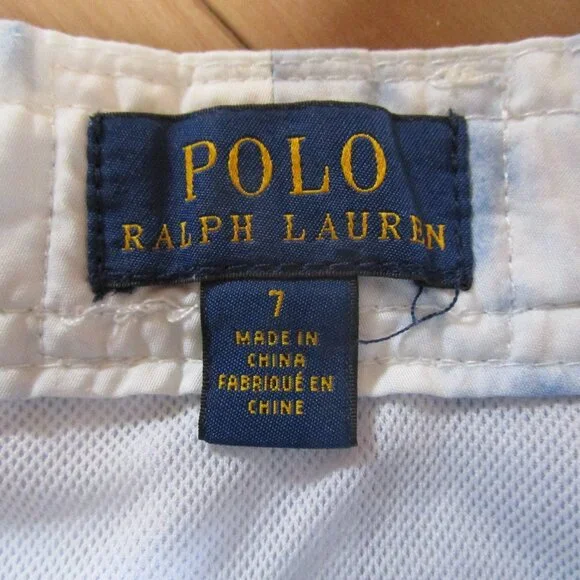 POLO
RALPH LAUREN
7
MADE IN
CHINA
FABRIQUÉ EN
CHINE